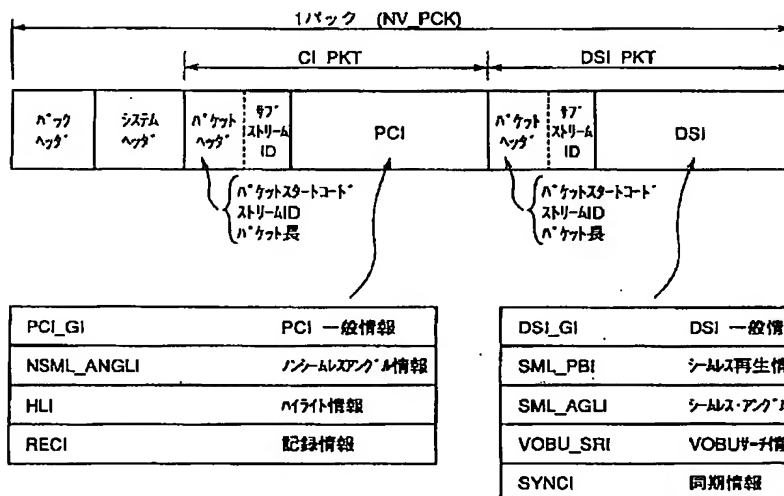 1パック (NV_PCK)
CI PKT
DSI PKT
パック
ヘッダ
システム
ヘッダ
パケット
ヘッダ
サブ
ストリーム
ID
PCI
パケット
ヘッダ
サブ
ストリーム
ID
DSI
パケットスタートコード
ストリームID
パケット長
パケットスタートコード
ストリームID
パケット長
PCI_GI PCI 一般情報
NSML_ANGLI ノンシームレスアングル情報
HLI ハイライト情報
RECI 記録情報
DSI_GI DSI 一般情
SML_PBI シームレス再生情
SML_AGLI シームレス・アングル
VOBU_SRI VOBUサーチ情
SYNCI 同期情報